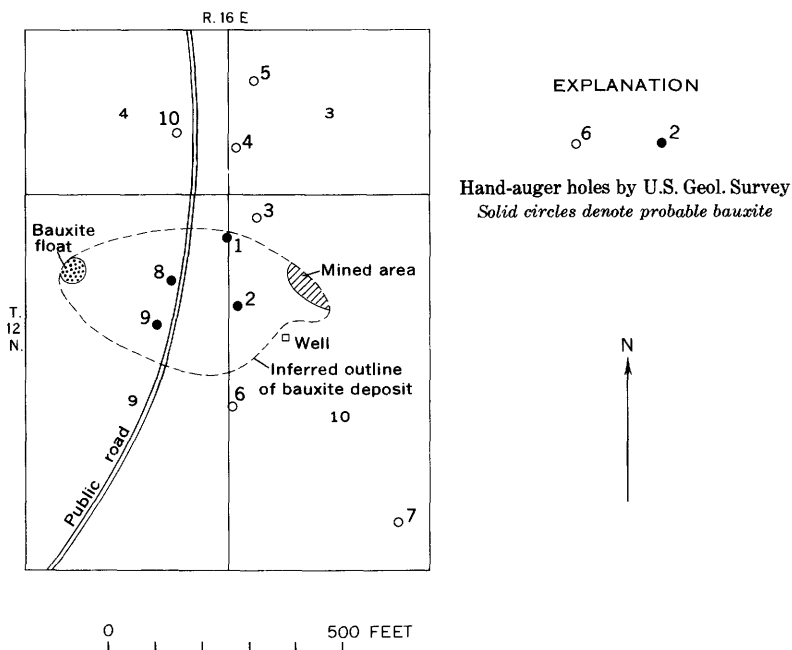 R. 16 E
5
4
10
3
4
3
Bauxite
float
1
8
Mined area
2
T.
12
N.
9
Well
Inferred outline
of bauxite deposit
6
9
10
Public road
7
0 500 FEET
EXPLANATION
6 2
Hand-auger holes by U.S. Geol. Survey
Solid circles denote probable bauxite
N